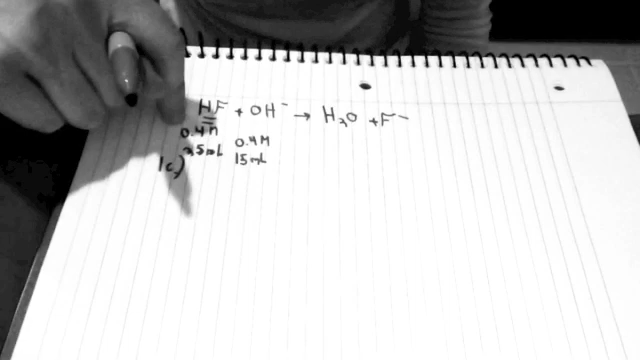 HF + OH⁻ → H₂O + F⁻
0.4M 0.4M
25mL 15mL
1c)